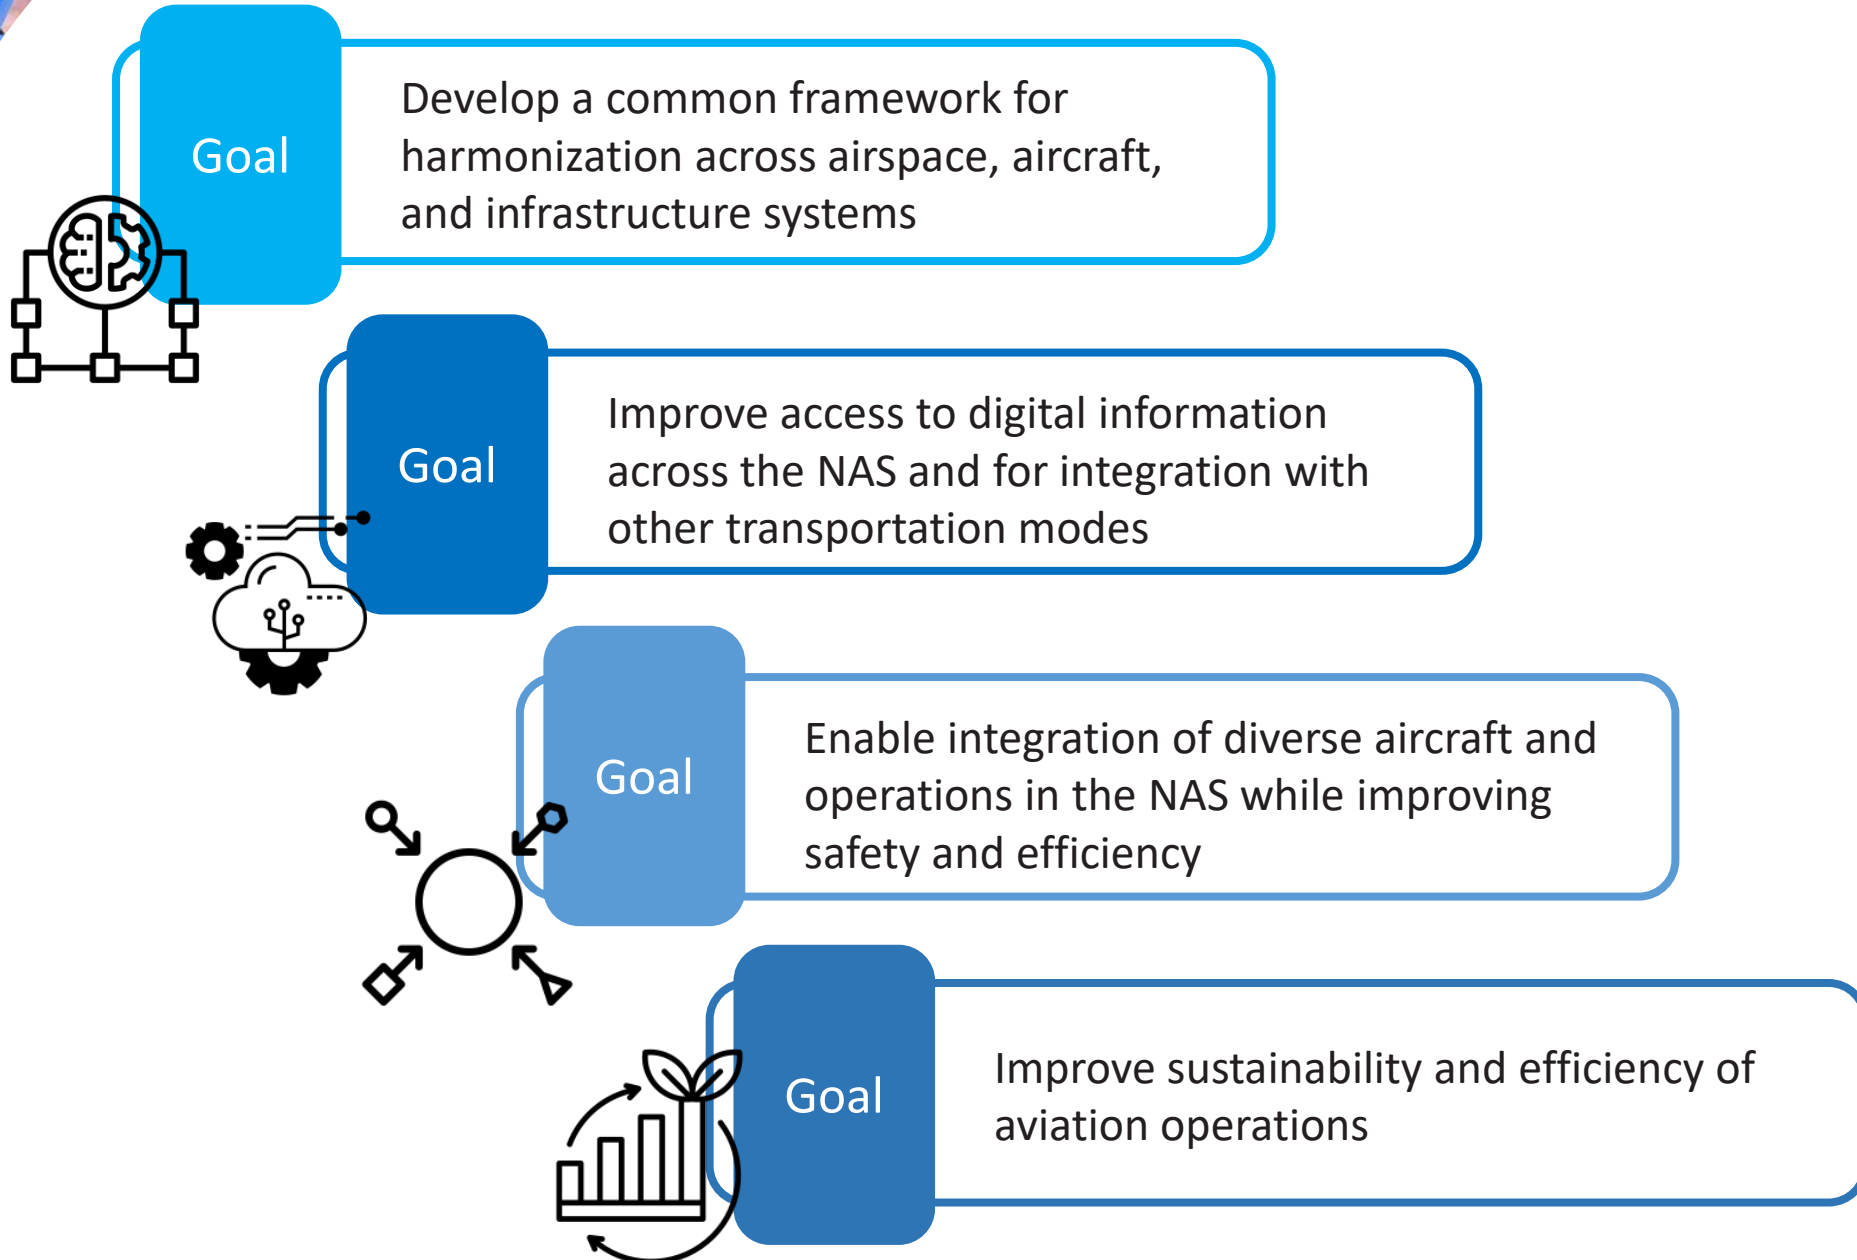 Goal
Develop a common framework for
harmonization across airspace, aircraft,
and infrastructure systems
Goal
Improve access to digital information
across the NAS and for integration with
other transportation modes
Goal
Enable integration of diverse aircraft and
operations in the NAS while improving
safety and efficiency
Goal
Improve sustainability and efficiency of
aviation operations